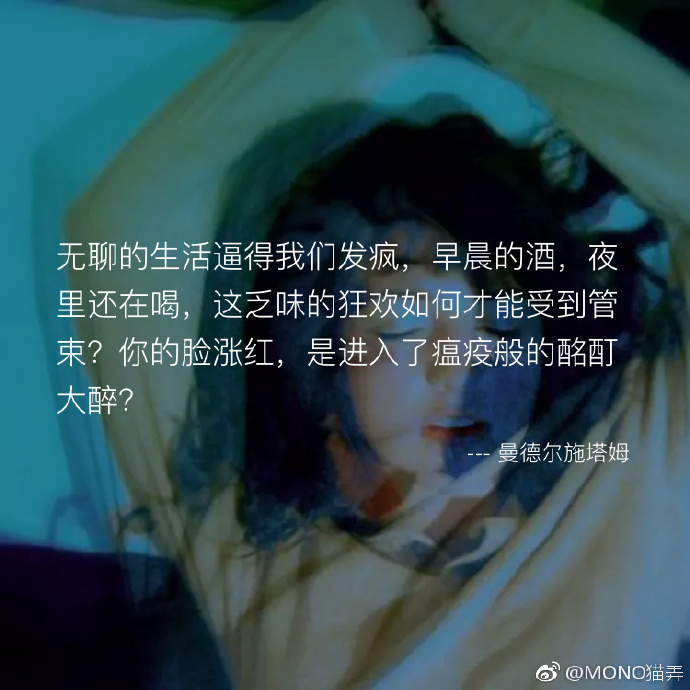 无聊的生活逼得我们发疯，早晨的酒，夜
里还在喝，这乏味的狂欢如何才能受到管
束？你的脸涨红，是进入了瘟疫般的酩酊
大醉？
--- 曼德尔施塔姆
@MONO猫弄